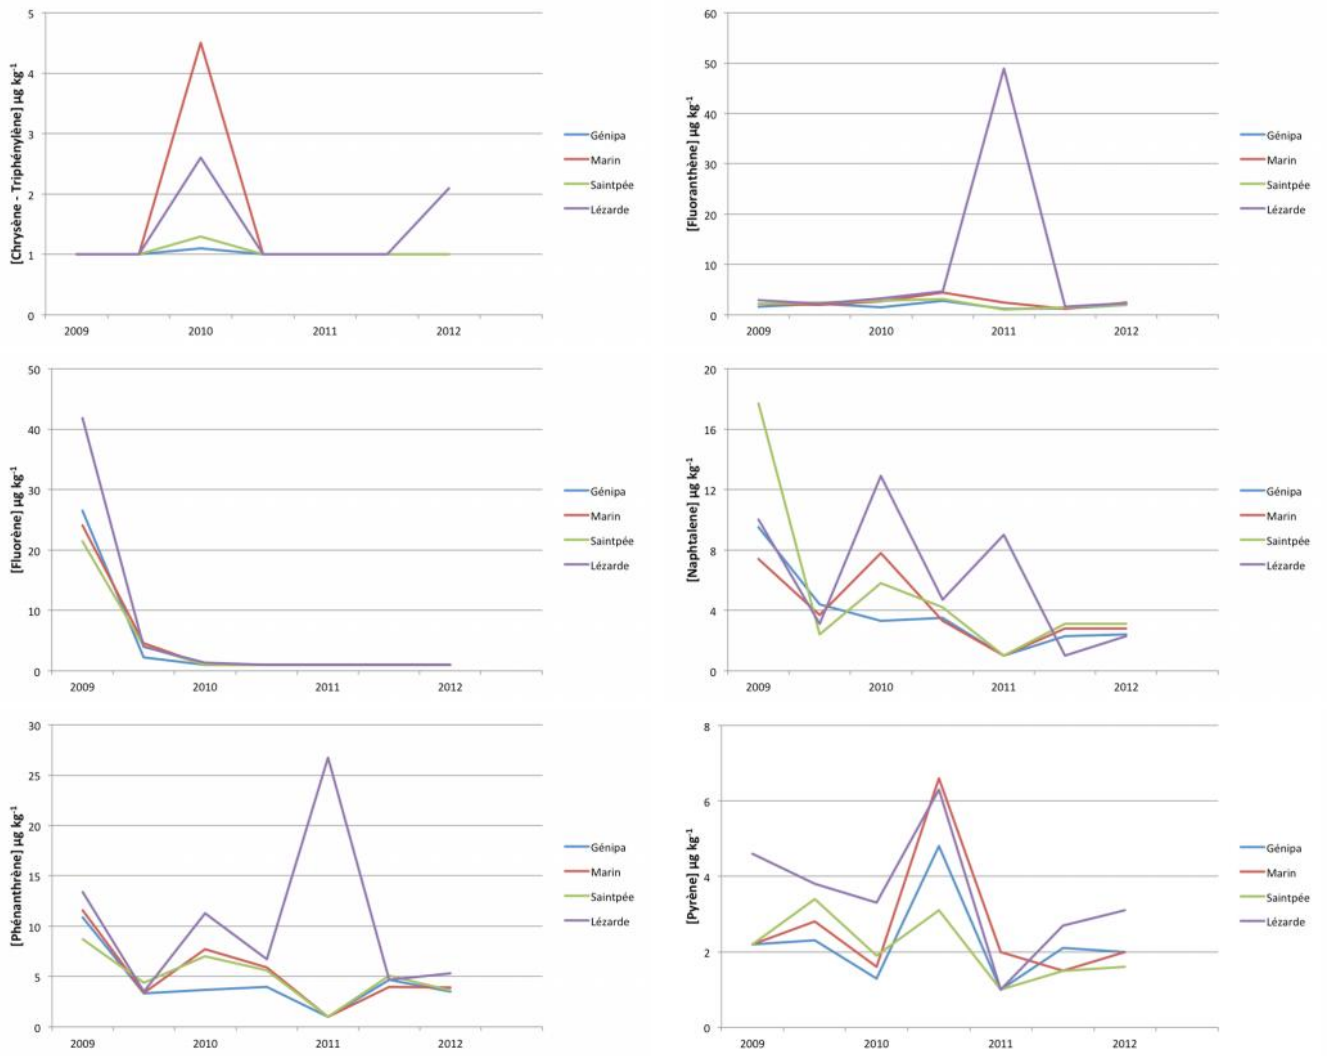 [Chrysène - Triphénylène] µg kg-1
5
4
3
2
1
0
2009 2010 2011 2012
Génipa
Marin
Saintpée
Lézarde
[Fluoranthène] µg kg-1
60
50
40
30
20
10
0
2009 2010 2011 2012
Génipa
Marin
Saintpée
Lézarde
[Fluorène] µg kg-1
50
40
30
20
10
0
2009 2010 2011 2012
Génipa
Marin
Saintpée
Lézarde
[Naphtalene] µg kg-1
20
16
12
8
4
0
2009 2010 2011 2012
Génipa
Marin
Saintpée
Lézarde
[Phénanthrène] µg kg-1
30
25
20
15
10
5
0
2009 2010 2011 2012
Génipa
Marin
Saintpée
Lézarde
[Pyrène] µg kg-1
8
6
4
2
0
2009 2010 2011 2012
Génipa
Marin
Saintpée
Lézarde